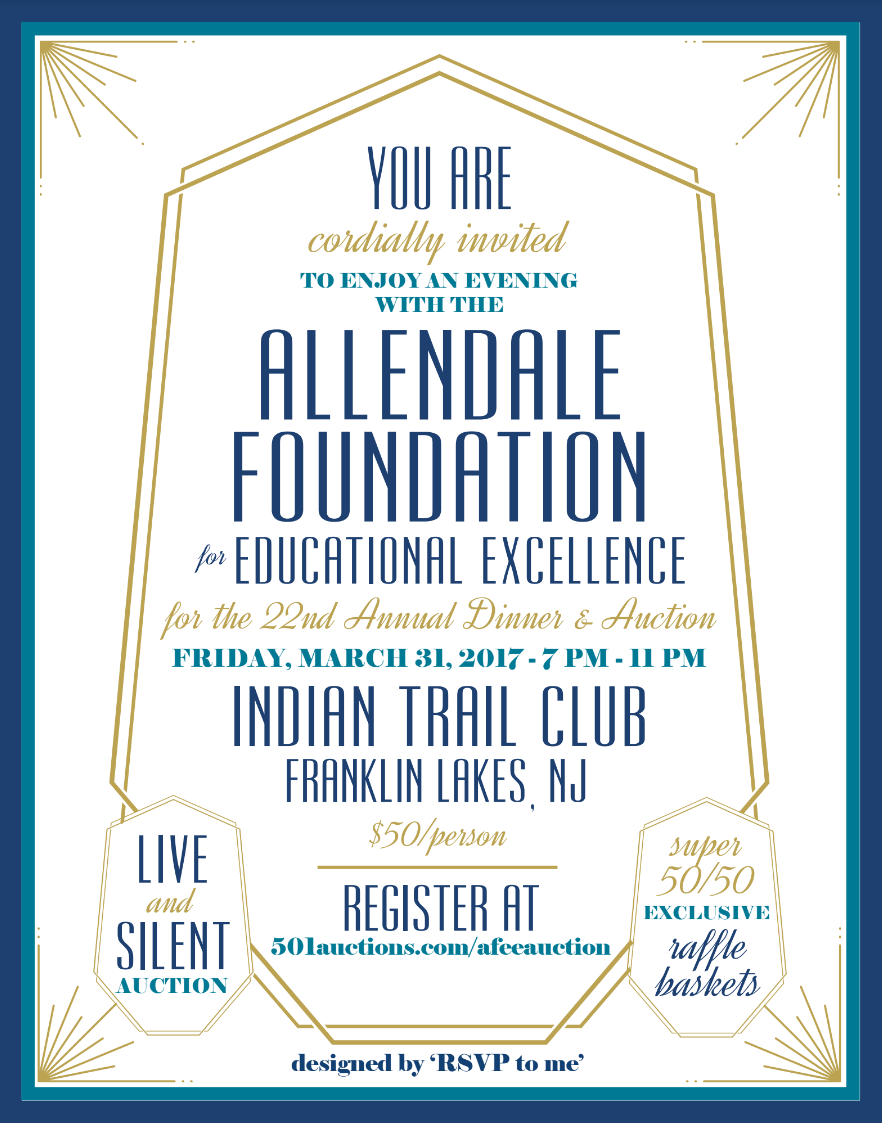 YOU ARE
cordially invited
TO ENJOY AN EVENING
WITH THE
ALLENDALE
FOUNDATION
for EDUCATIONAL EXCELLENCE
for the 22nd Annual Dinner & Auction
FRIDAY, MARCH 31, 2017 - 7 PM - 11 PM
INDIAN TRAIL CLUB
FRANKLIN LAKES, NJ
$50/person
REGISTER AT
501auctions.com/afeeauction
LIVE
and
SILENT
AUCTION
super
50/50
EXCLUSIVE
raffle
baskets
designed by ‘RSVP to me’